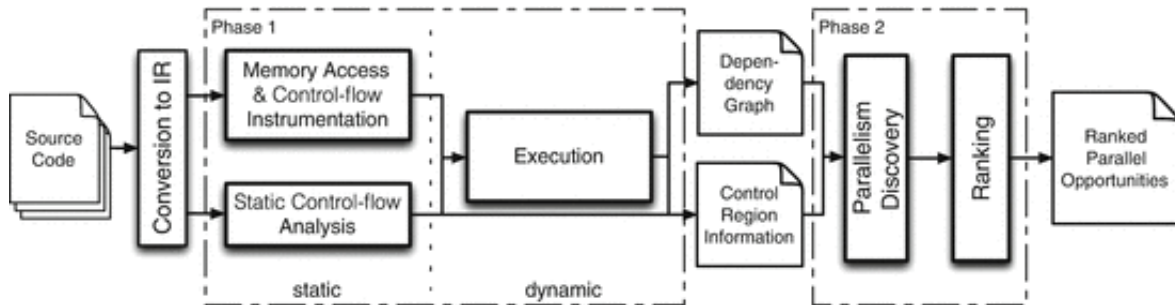 Source
Code
Conversion to IR
Phase 1
Memory Access
& Control-flow
Instrumentation
Static Control-flow
Analysis
static
Execution
dynamic
Depen-
dency
Graph
Control
Region
Information
Phase 2
Parallelism
Discovery
Ranking
Ranked
Parallel
Opportunities